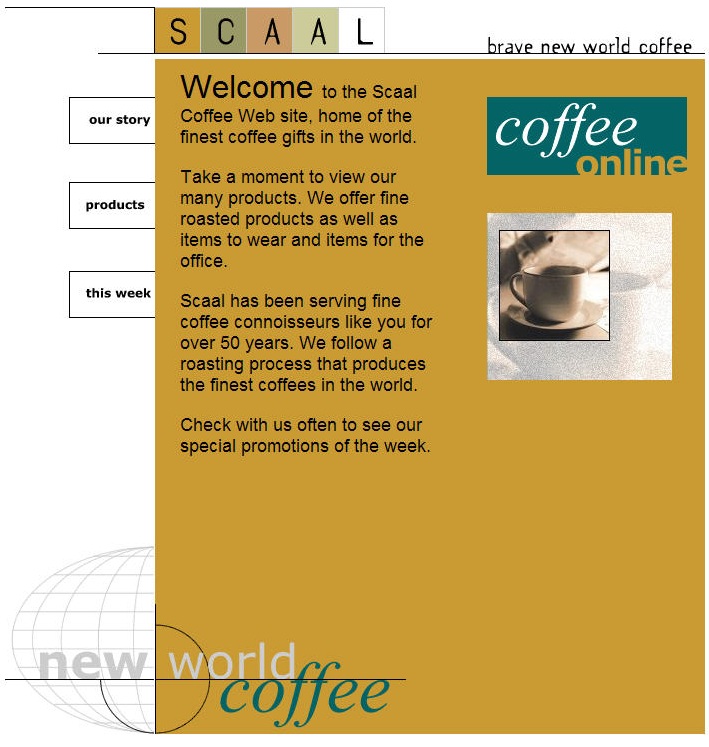 SCAAL
brave new world coffee
our story
products
this week
Welcome to the Scaal
Coffee Web site, home of the
finest coffee gifts in the world.
Take a moment to view our
many products. We offer fine
roasted products as well as
items to wear and items for the
office.
Scaal has been serving fine
coffee connoisseurs like you for
over 50 years. We follow a
roasting process that produces
the finest coffees in the world.
Check with us often to see our
special promotions of the week.
coffee
online
new world
coffee